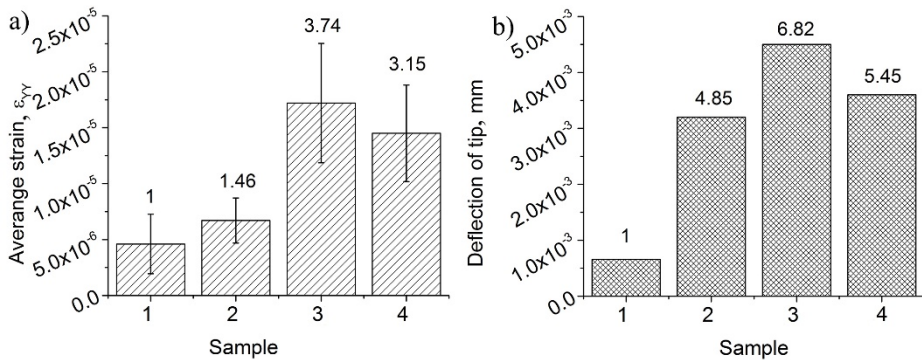 a)
Averange strain, εγγ
2.5x10⁻⁵
2.0x10⁻⁵
1.5x10⁻⁵
1.0x10⁻⁵
5.0x10⁻⁶
0.0
1
1.46
3.74
3.15
1 2 3 4
Sample
b)
Deflection of tip, mm
5.0x10⁻³
4.0x10⁻³
3.0x10⁻³
2.0x10⁻³
1.0x10⁻³
0.0
1
4.85
6.82
5.45
1 2 3 4
Sample